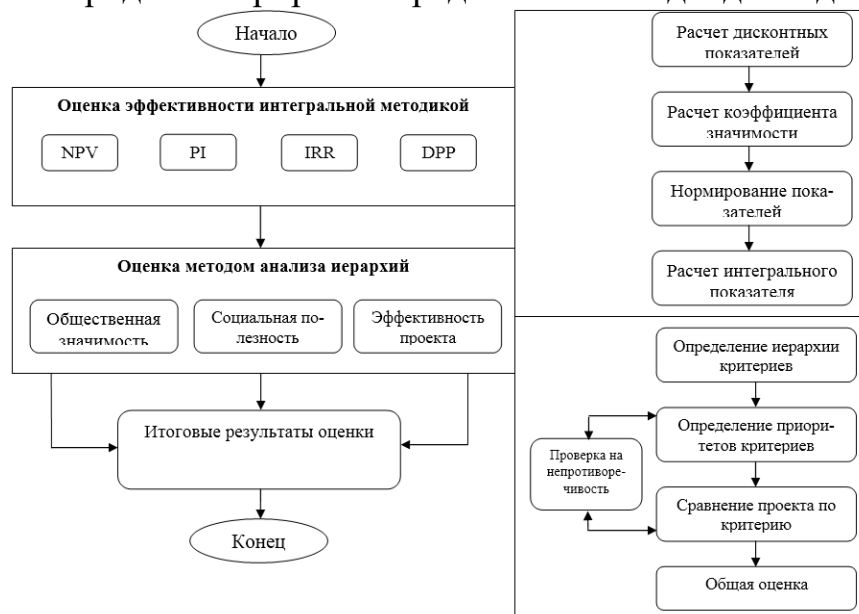 Начало
Оценка эффективности интегральной методикой
NPV
PI
IRR
DPP
Оценка методом анализа иерархий
Общественная
значимость
Социальная по-
лезность
Эффективность
проекта
Итоговые результаты оценки
Конец
Расчет дисконтных
показателей
Расчет коэффициента
значимости
Нормирование пока-
зателей
Расчет интегрального
показателя
Определение иерархии
критериев
Определение приори-
тетов критериев
Проверка на
непротиворе-
чивость
Сравнение проекта по
критерию
Общая оценка